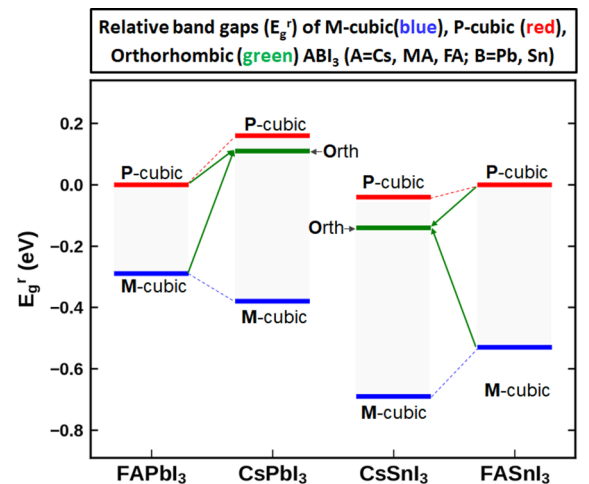 Relative band gaps (E_g^r) of M-cubic(blue), P-cubic (red),
Orthorhombic (green) ABI₃ (A=Cs, MA, FA; B=Pb, Sn)
E_g^r (eV)
0.2
0.0
−0.2
−0.4
−0.6
−0.8
P-cubic
M-cubic
P-cubic
Orth
M-cubic
P-cubic
Orth
M-cubic
P-cubic
M-cubic
FAPbI₃ CsPbI₃ CsSnI₃ FASnI₃